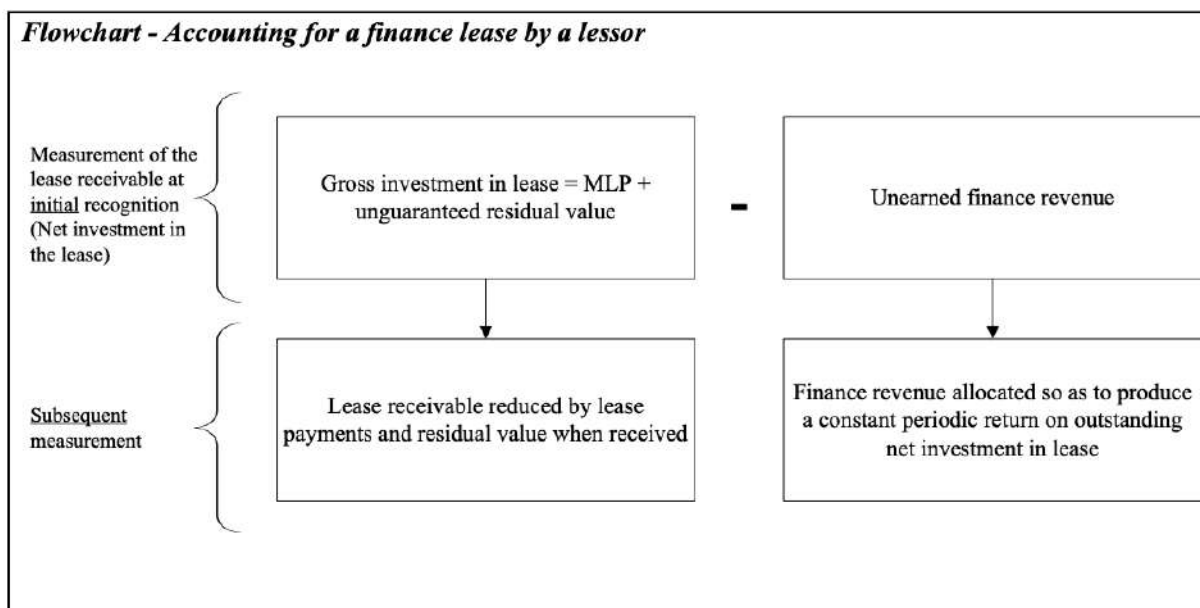 Flowchart - Accounting for a finance lease by a lessor
Measurement of the
lease receivable at
initial recognition
(Net investment in
the lease)
Gross investment in lease = MLP +
unguaranteed residual value
-
Unearned finance revenue
Subsequent
measurement
Lease receivable reduced by lease
payments and residual value when received
Finance revenue allocated so as to produce
a constant periodic return on outstanding
net investment in lease